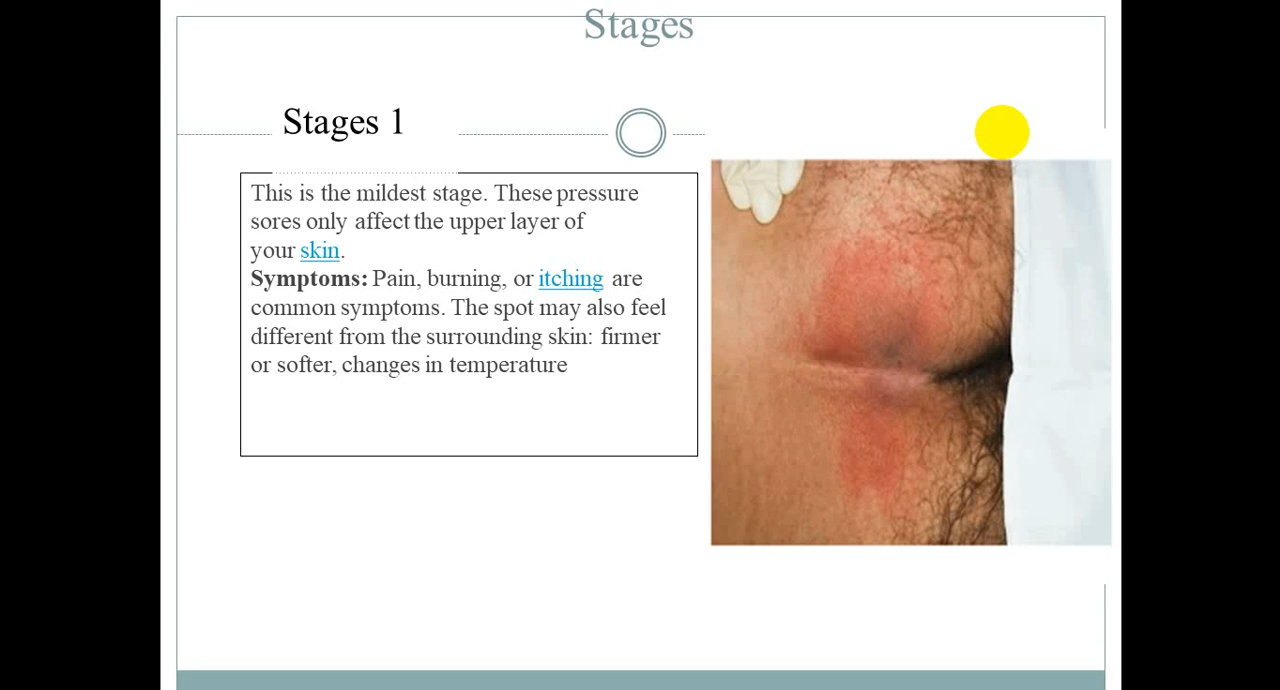 Stages
Stages 1
This is the mildest stage. These pressure
sores only affect the upper layer of
your skin.
Symptoms: Pain, burning, or itching are
common symptoms. The spot may also feel
different from the surrounding skin: firmer
or softer, changes in temperature